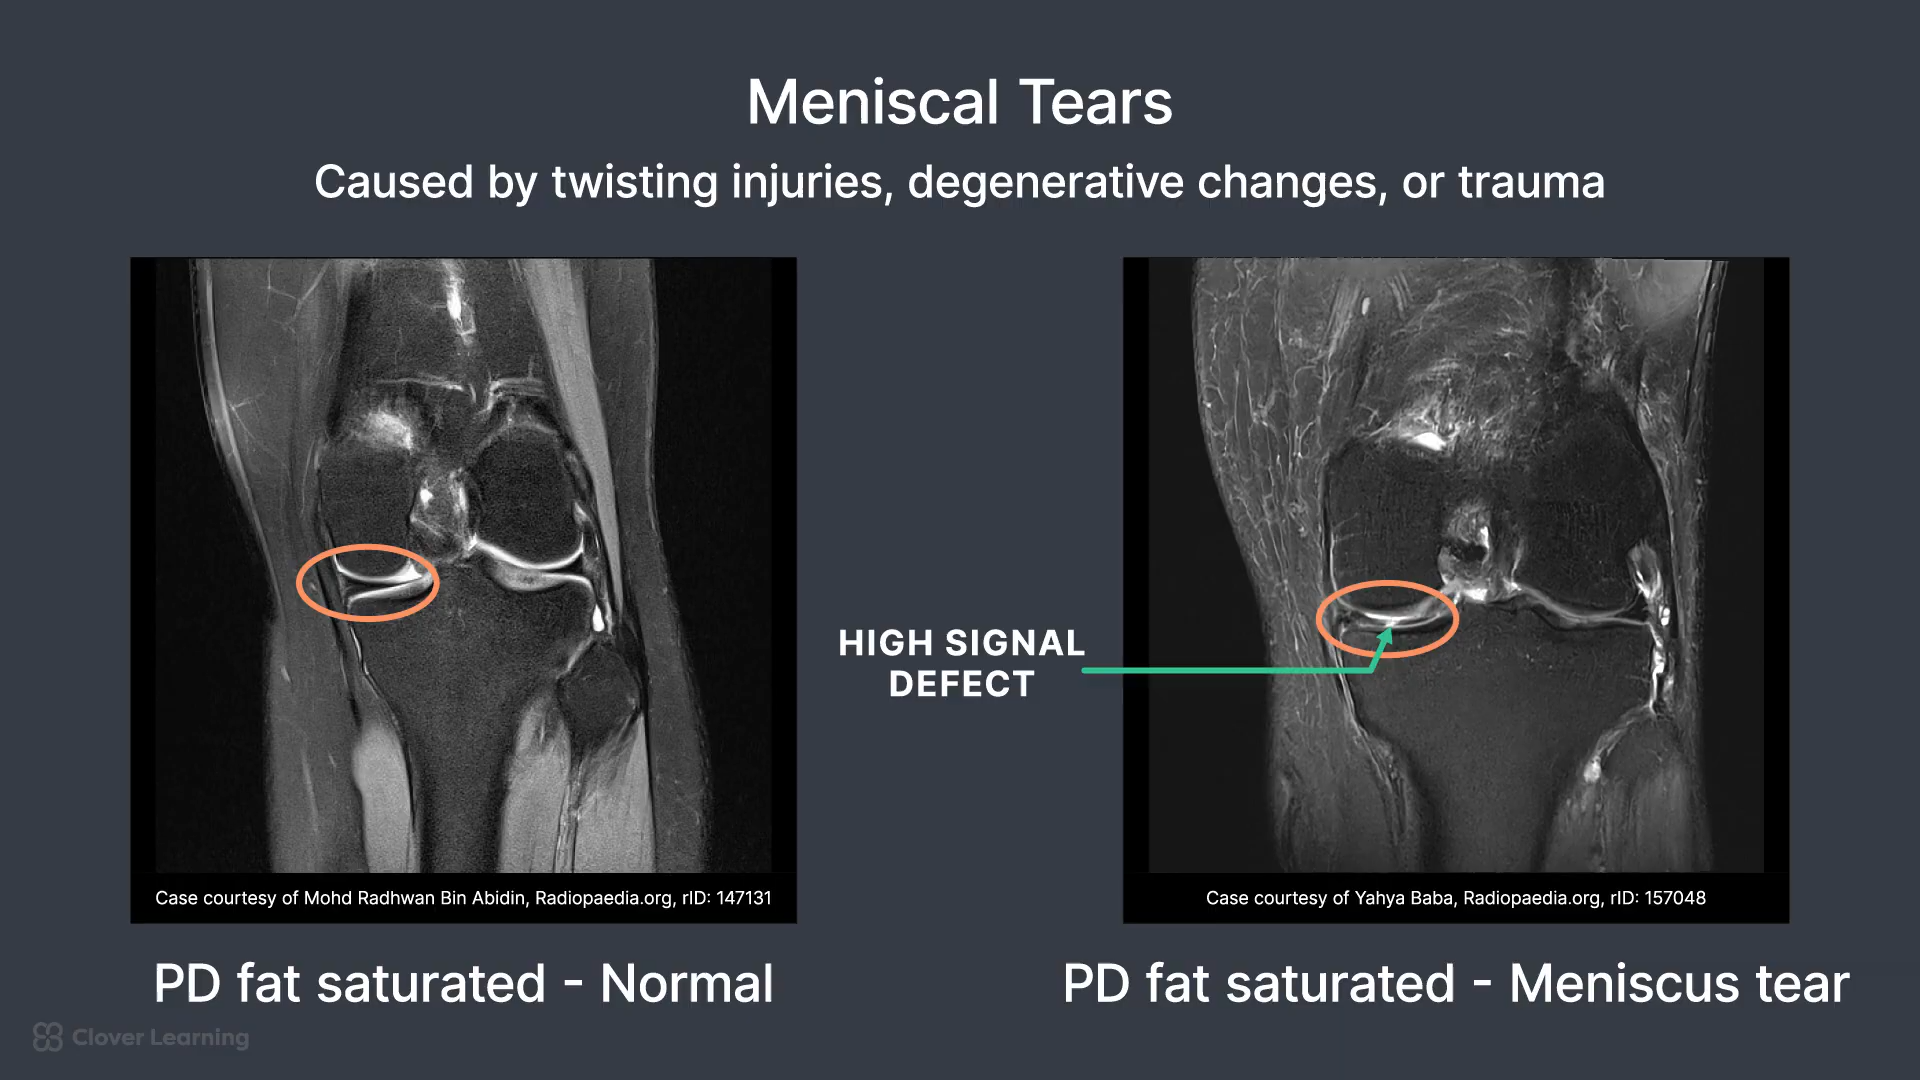 Meniscal Tears
Caused by twisting injuries, degenerative changes, or trauma
HIGH SIGNAL
DEFECT
Case courtesy of Mohd Radhwan Bin Abidin, Radiopaedia.org, rID: 147131
Case courtesy of Yahya Baba, Radiopaedia.org, rID: 157048
PD fat saturated - Normal
PD fat saturated - Meniscus tear
Clover Learning